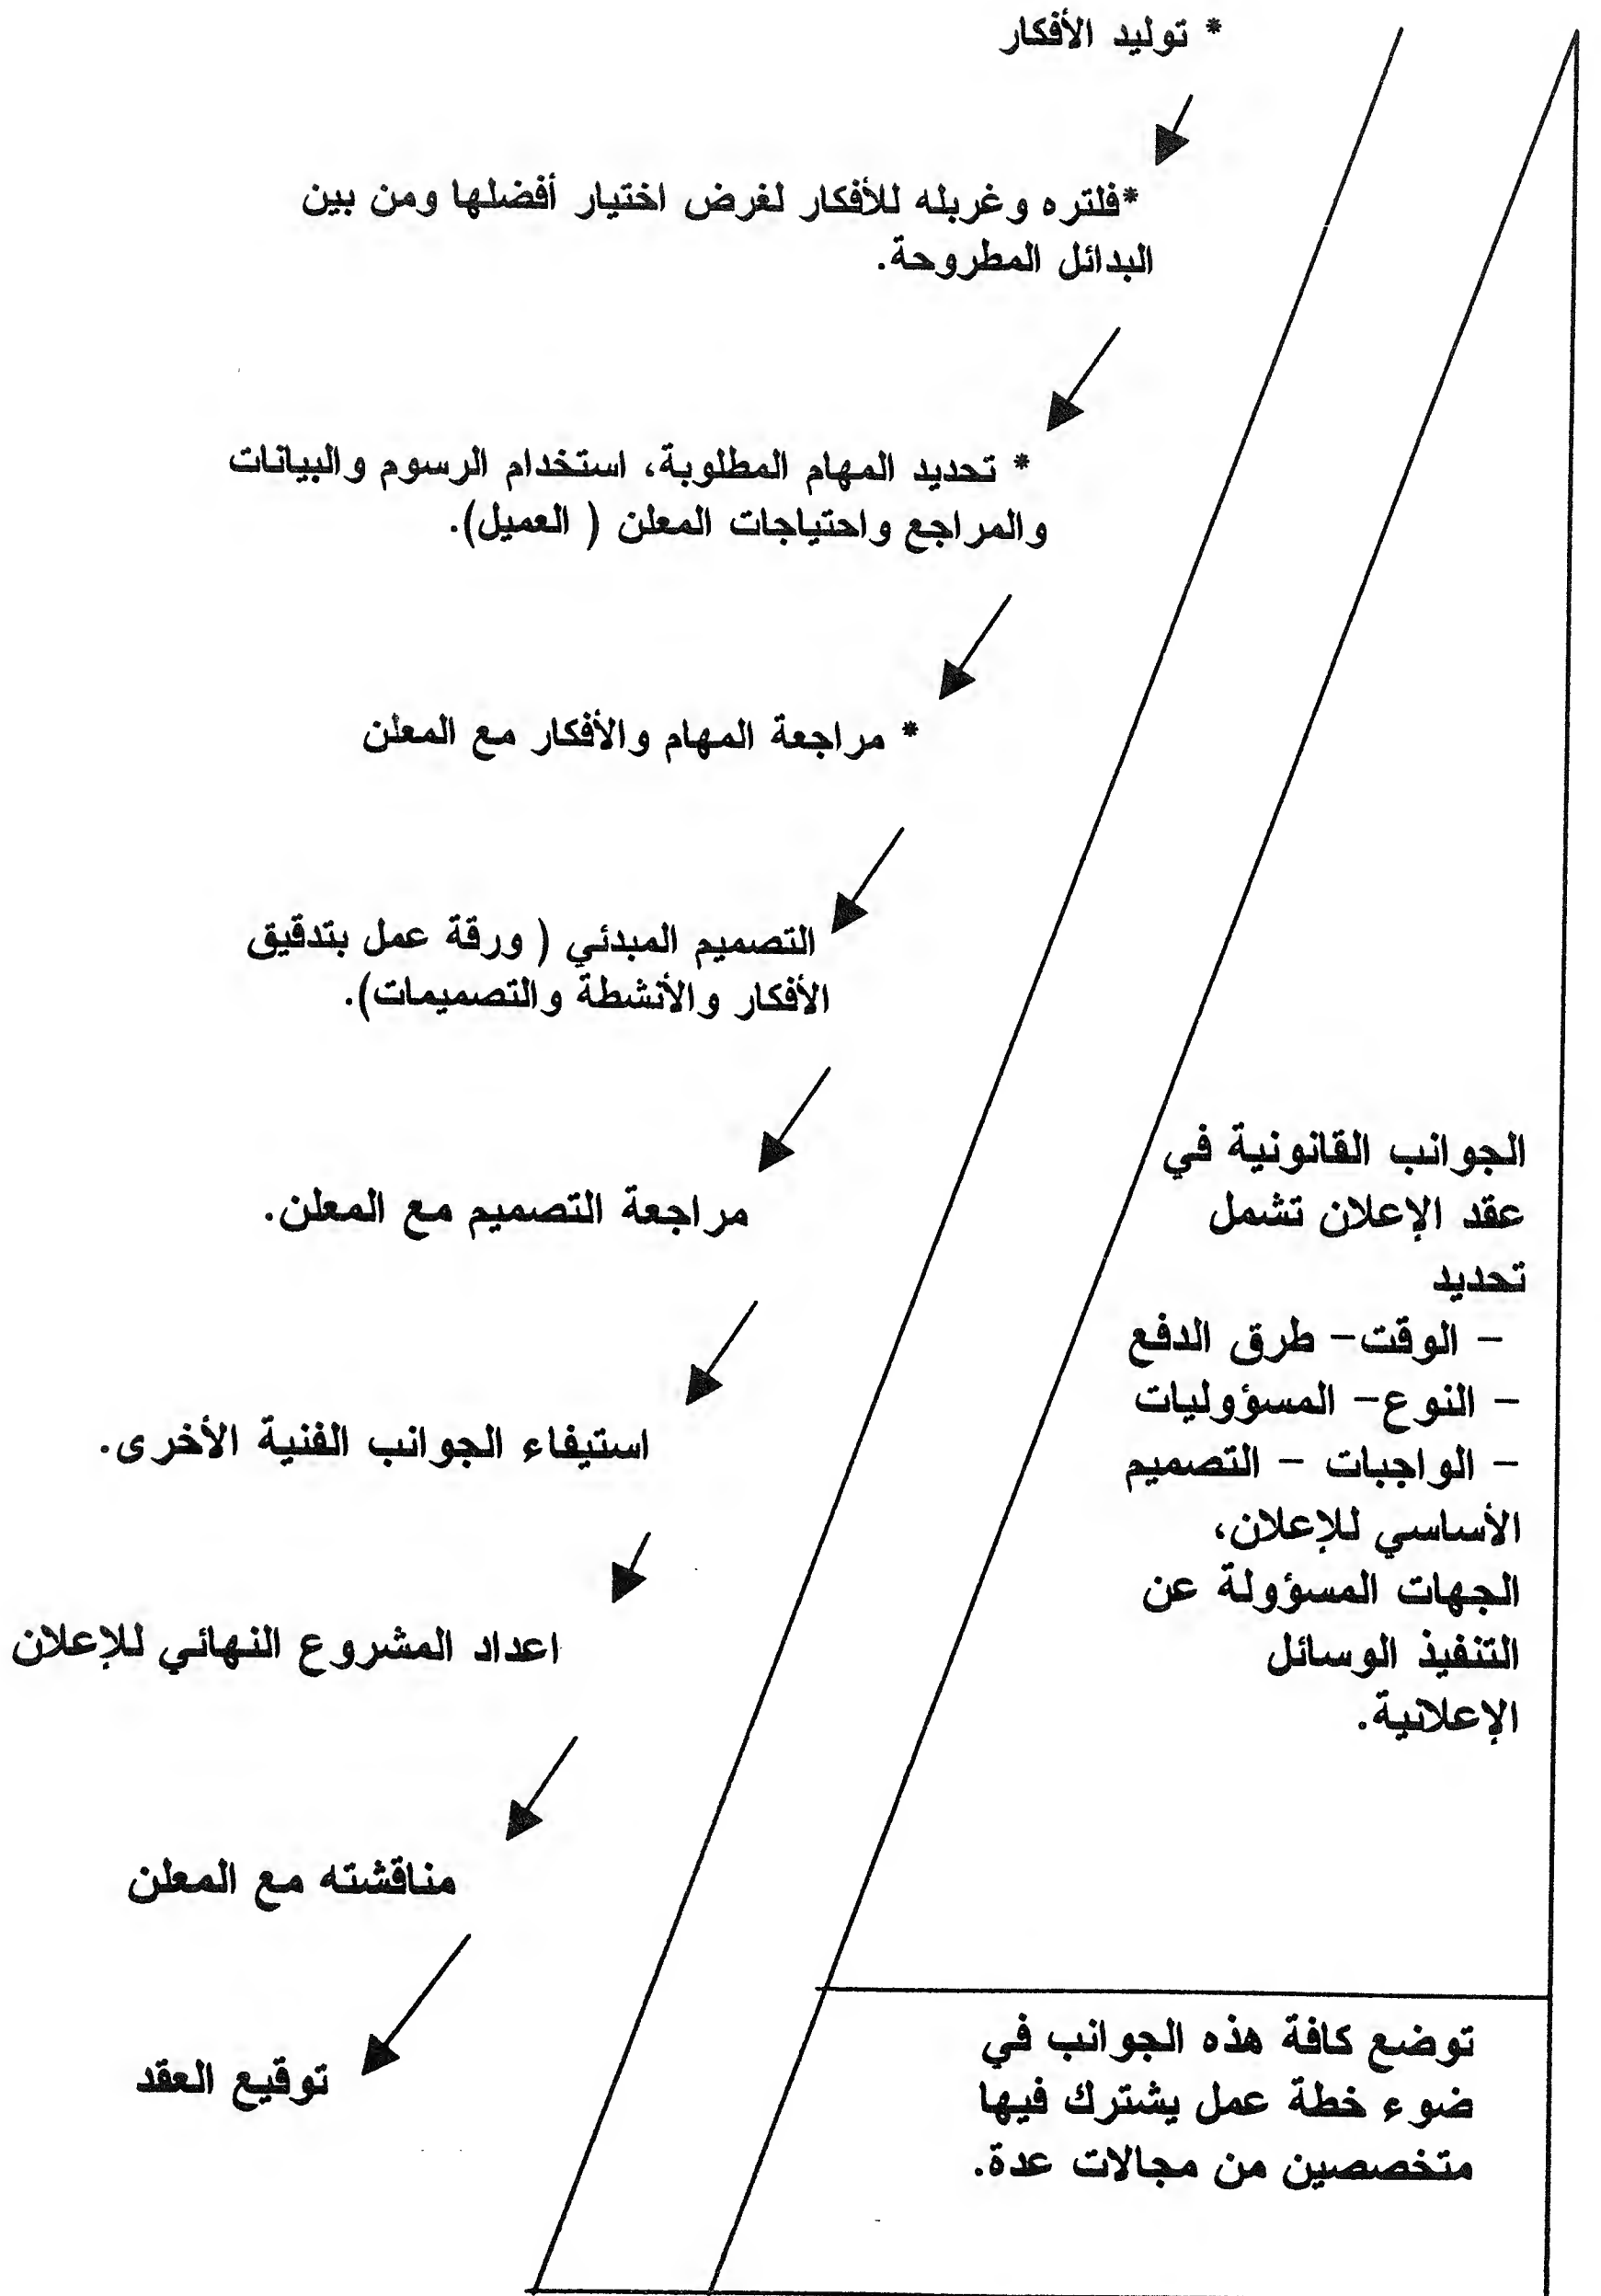 * توليد الأفكار
*فلتره وغربله للأفكار لغرض اختيار أفضلها ومن بين
البدائل المطروحة.
* تحديد المهام المطلوبة، استخدام الرسوم والبيانات
والمراجع واحتياجات المعلن ( العميل).
* مراجعة المهام والأفكار مع المعلن
التصميم المبدئي ( ورقة عمل بتدقيق
الأفكار والأنشطة والتصميمات).
مراجعة التصميم مع المعلن.
استيفاء الجوانب الفنية الأخرى.
اعداد المشروع النهائي للإعلان
مناقشته مع المعلن
توقيع العقد
الجوانب القانونية في
عقد الإعلان تشمل
تحديد
– الوقت– طرق الدفع
– النوع– المسؤوليات
– الواجبات – التصميم
الأساسي للإعلان،
الجهات المسؤولة عن
التنفيذ الوسائل
الإعلانية.
توضع كافة هذه الجوانب في
ضوء خطة عمل يشترك فيها
متخصصين من مجالات عدة.